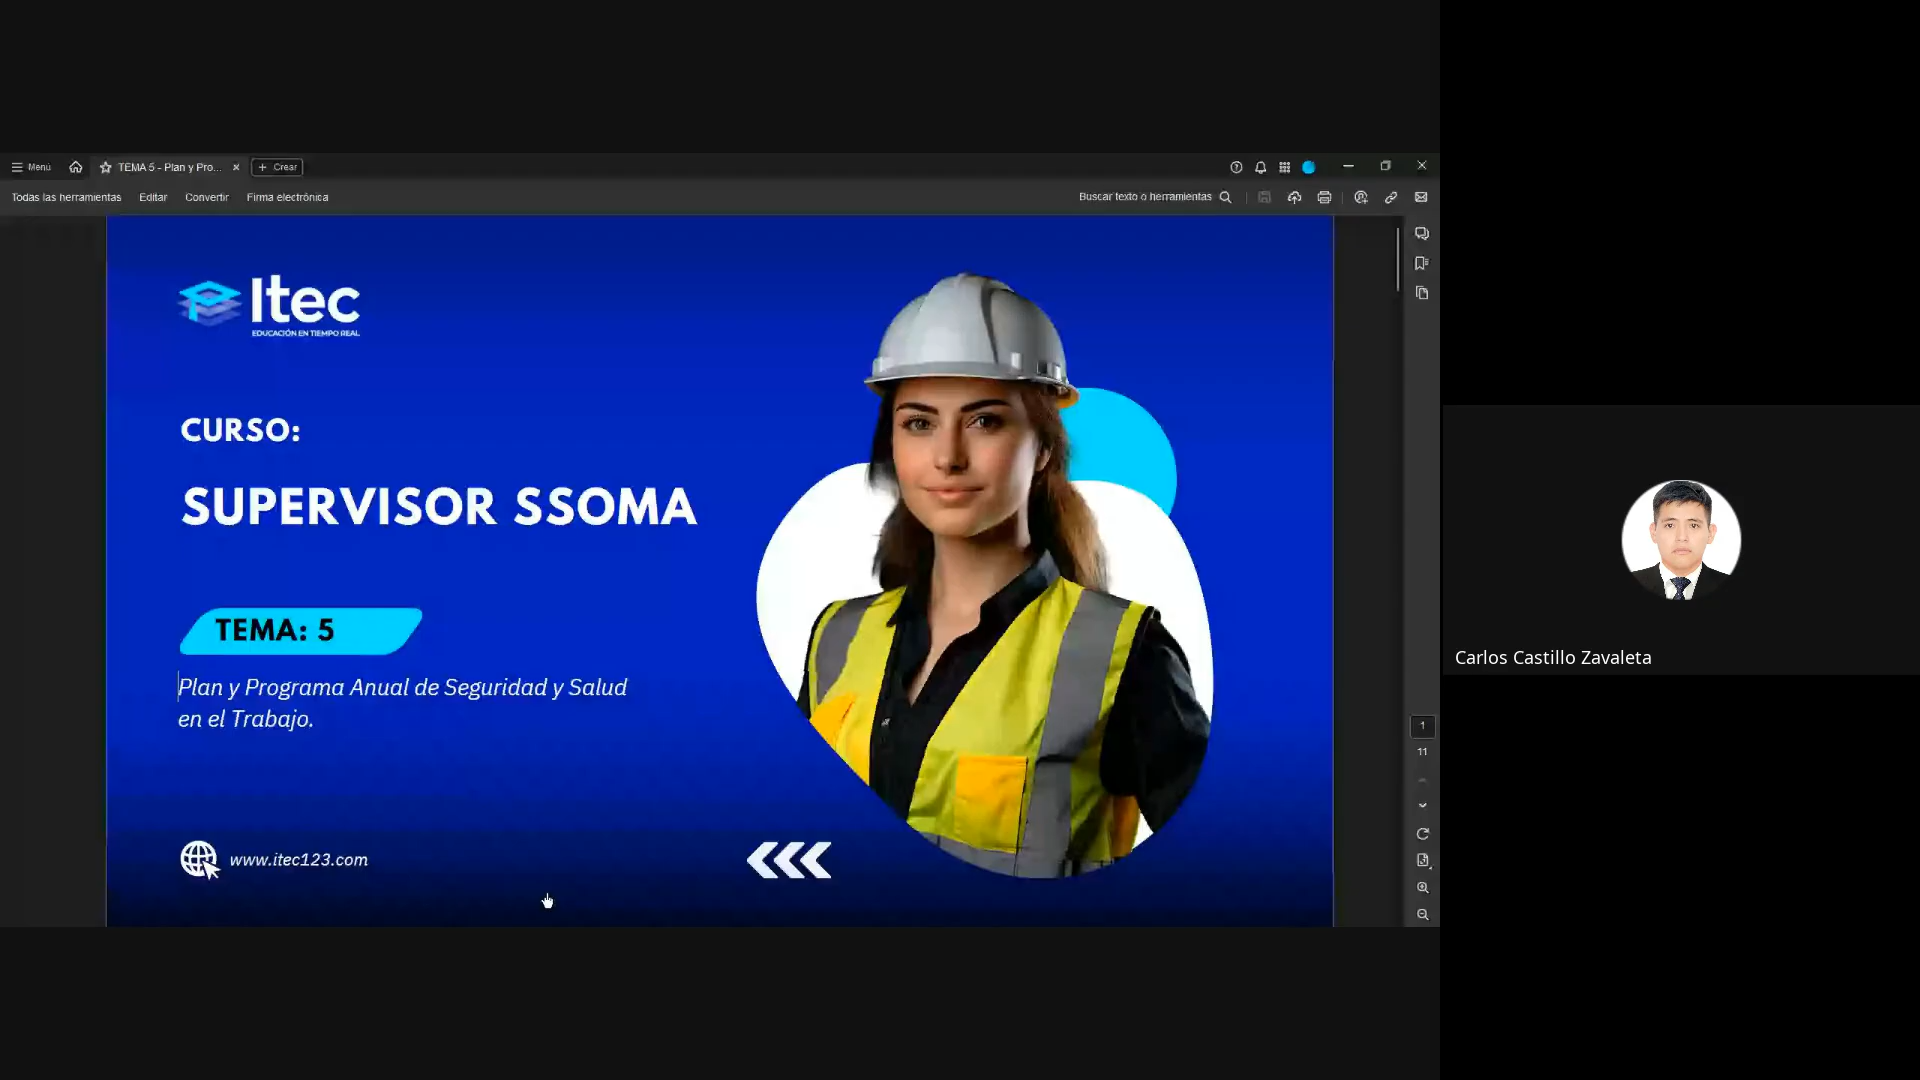 Menú
TEMA 5 - Plan y Pro...
Crear
Todas las herramientas
Editar
Convertir
Firma electrónica
Buscar texto o herramientas
Itec
EDUCACIÓN EN TIEMPO REAL
CURSO:
SUPERVISOR SSOMA
TEMA: 5
Plan y Programa Anual de Seguridad y Salud
en el Trabajo.
www.itec123.com
1
11
Carlos Castillo Zavaleta